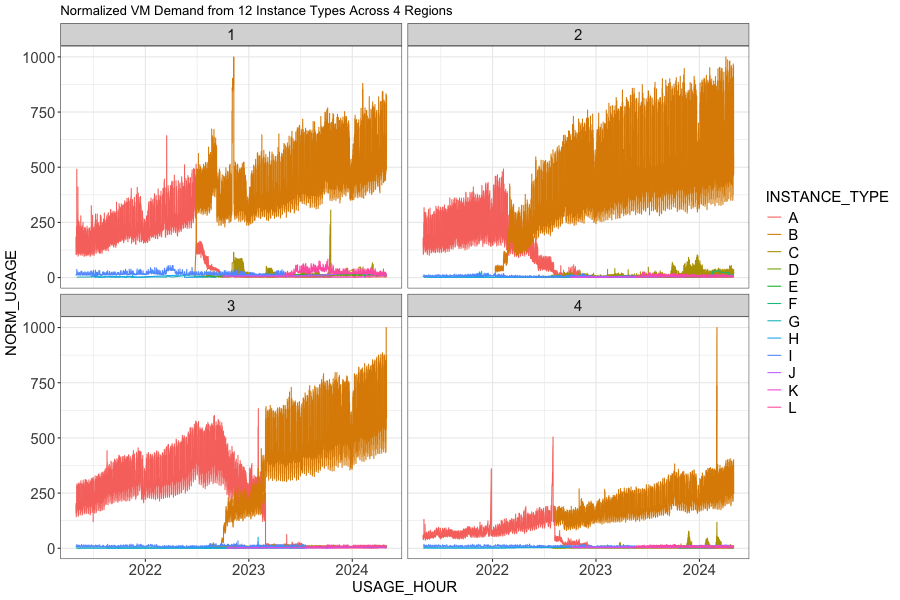 Normalized VM Demand from 12 Instance Types Across 4 Regions
1
2
1000
750
500
250
0
3
4
1000
750
500
250
0
2022
2023
2024
2022
2023
2024
NORM_USAGE
USAGE_HOUR
INSTANCE_TYPE
A
B
C
D
E
F
G
H
I
J
K
L